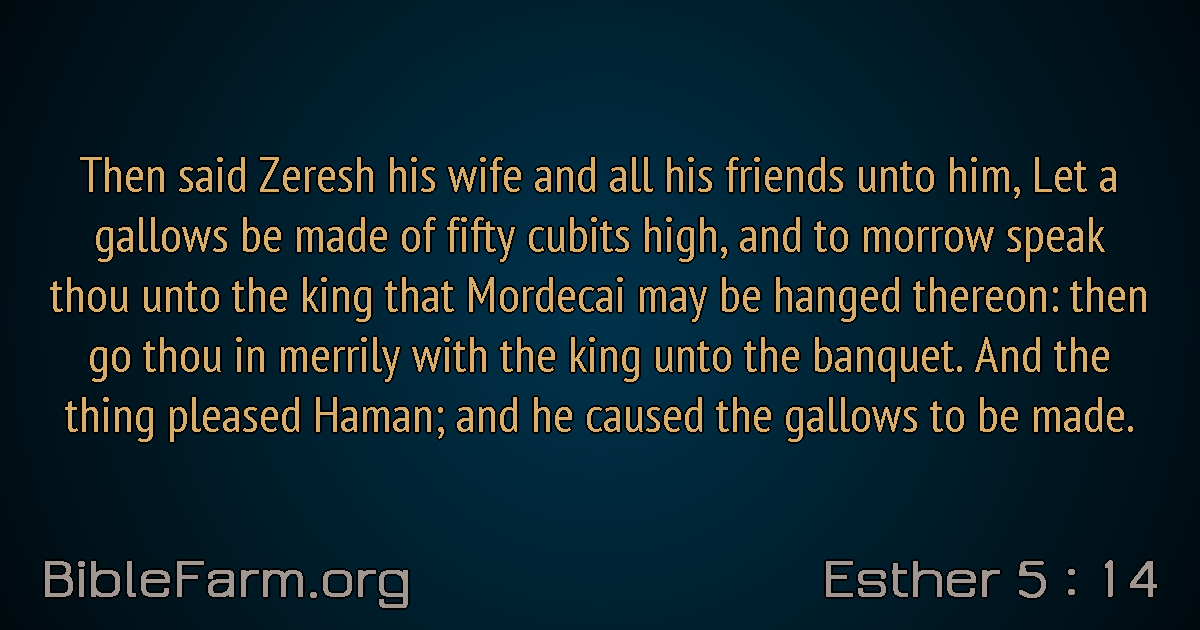 Then said Zeresh his wife and all his friends unto him, Let a
gallows be made of fifty cubits high, and to morrow speak
thou unto the king that Mordecai may be hanged thereon: then
go thou in merrily with the king unto the banquet. And the
thing pleased Haman; and he caused the gallows to be made.
BibleFarm.org
Esther 5 : 14